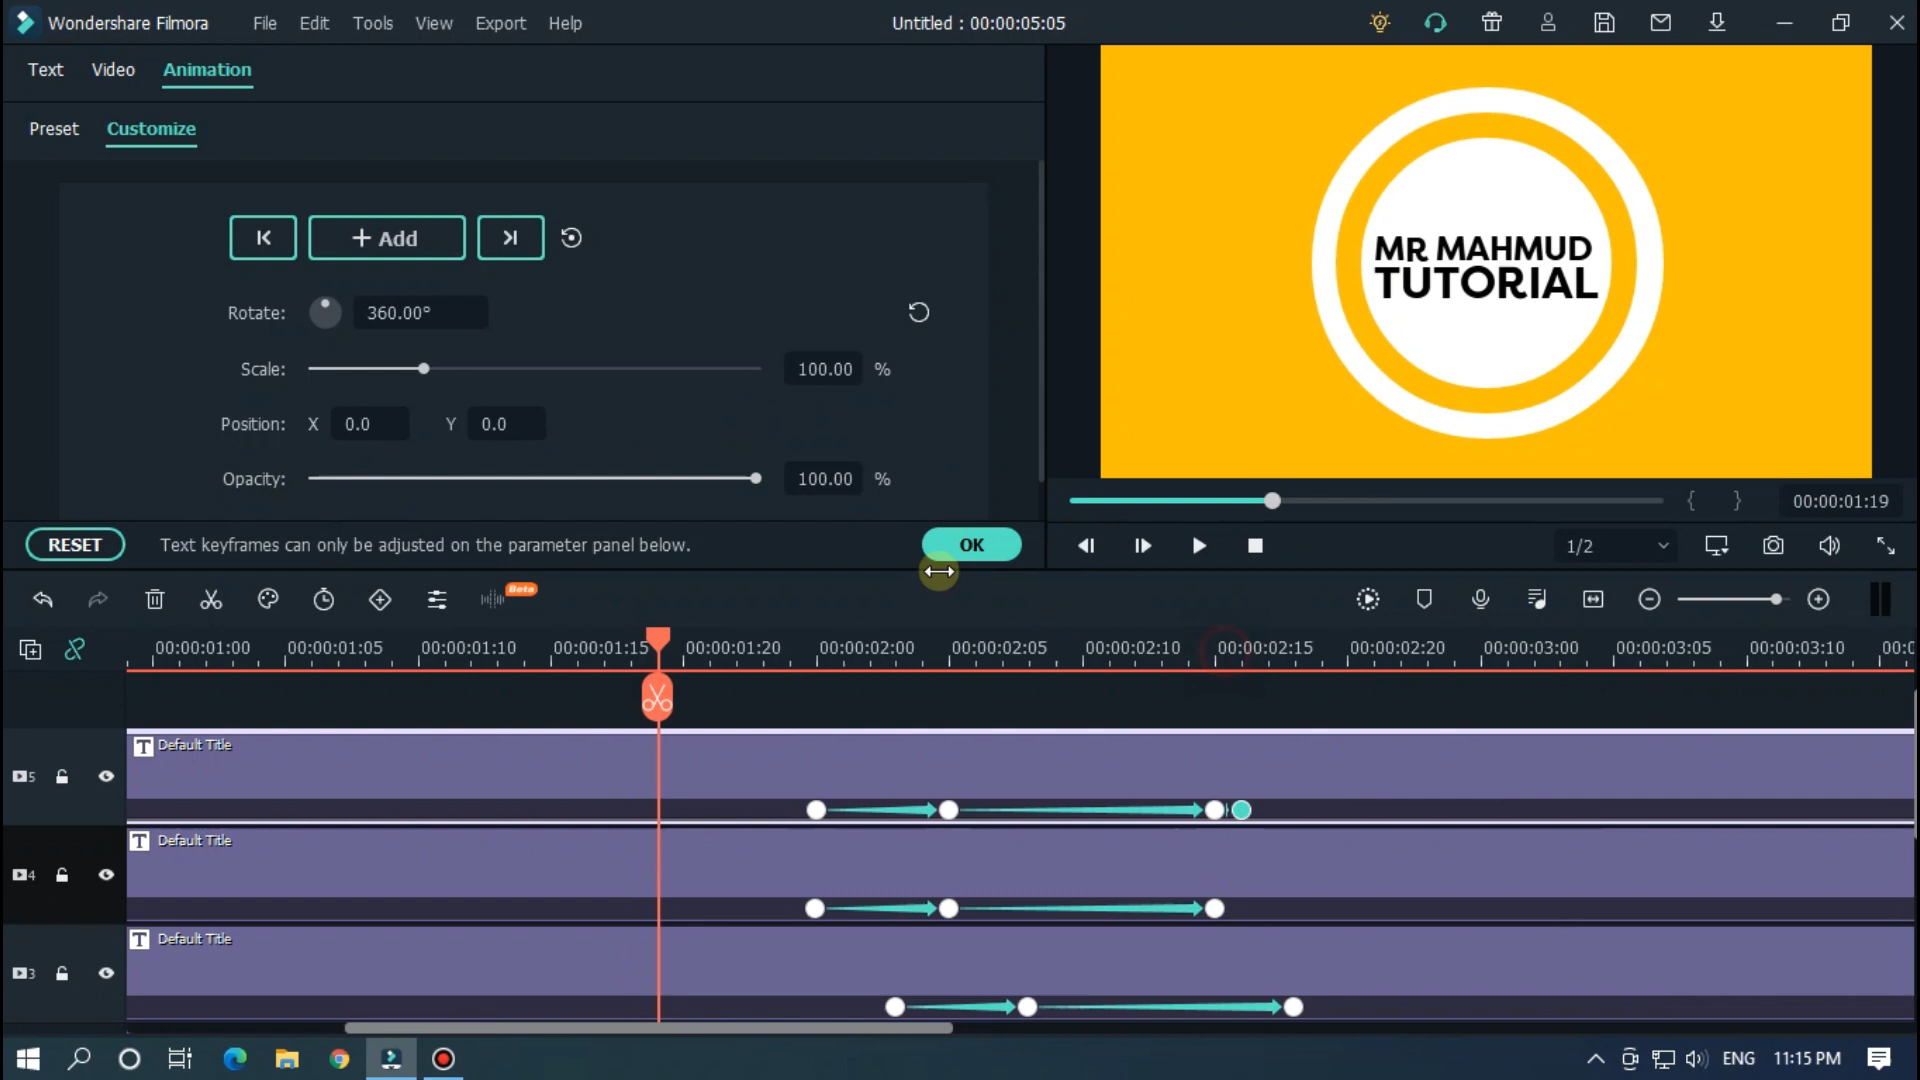 Wondershare Filmora File Edit Tools View Export Help Untitled : 00:00:05:05
Text Video Animation
Preset Customize
Add
Rotate: 360.00°
Scale: 100.00 %
Position: X 0.0 Y 0.0
Opacity: 100.00 %
RESET Text keyframes can only be adjusted on the parameter panel below. OK
MR MAHMUD
TUTORIAL
{ } 00:00:01:19
1/2
Beta
00:00:01:00 00:00:01:05 00:00:01:10 00:00:01:15 00:00:01:20 00:00:02:00 00:00:02:05 00:00:02:10 00:00:02:15 00:00:02:20 00:00:03:00 00:00:03:05 00:00:03:10
T Default Title
5
T Default Title
4
T Default Title
3
ENG 11:15 PM